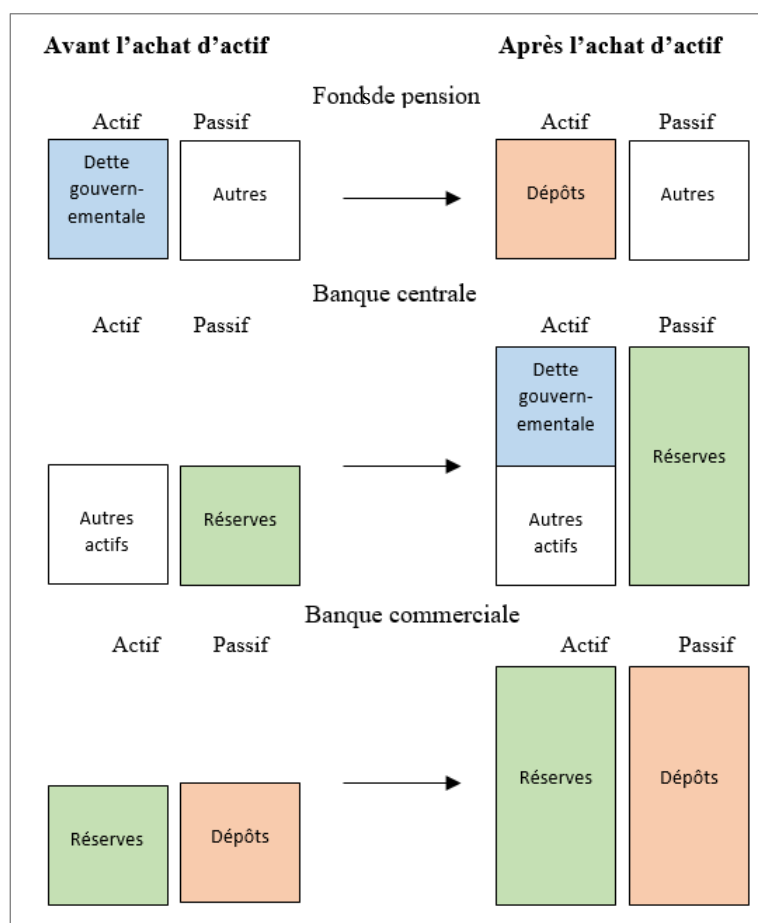 Avant l’achat d’actif
Après l’achat d’actif
Fondsde pension
Actif Passif
Actif Passif
Dette
gouvern-
ementale
Autres
Dépôts
Autres
Banque centrale
Actif Passif
Actif Passif
Autres
actifs
Réserves
Dette
gouvern-
ementale
Autres
actifs
Réserves
Banque commerciale
Actif Passif
Actif Passif
Réserves
Dépôts
Réserves
Dépôts